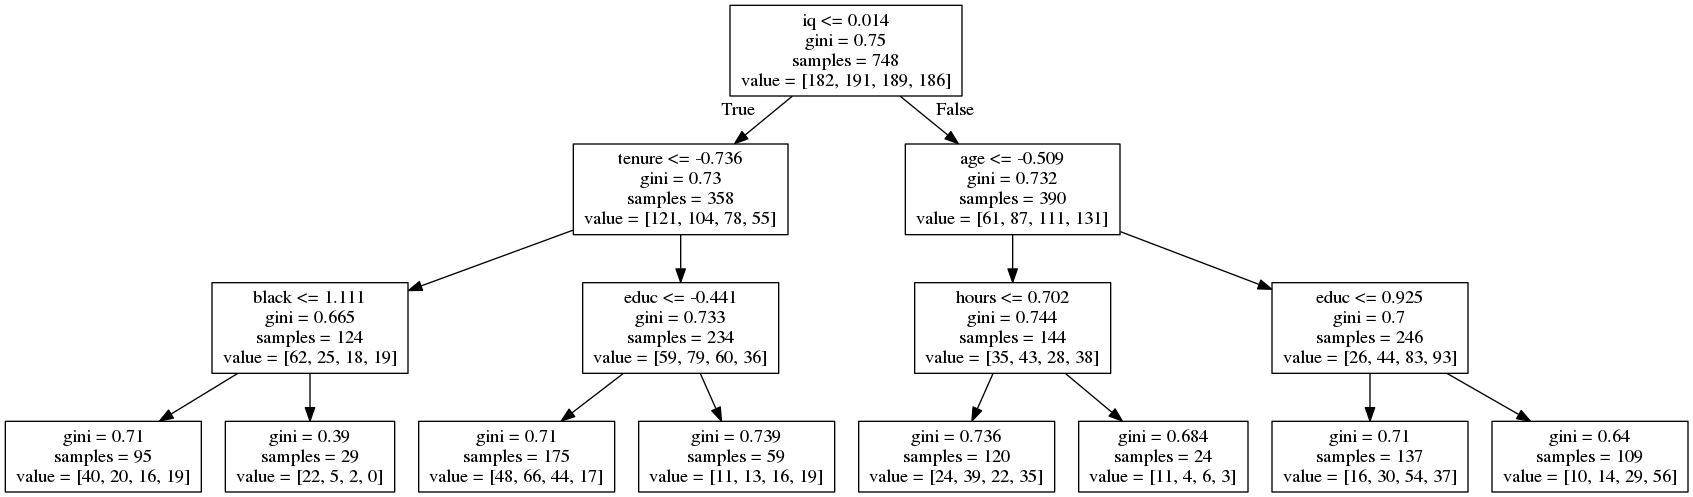 iq <= 0.014
gini = 0.75
samples = 748
value = [182, 191, 189, 186]
True
False
tenure <= -0.736
gini = 0.73
samples = 358
value = [121, 104, 78, 55]
age <= -0.509
gini = 0.732
samples = 390
value = [61, 87, 111, 131]
black <= 1.111
gini = 0.665
samples = 124
value = [62, 25, 18, 19]
educ <= -0.441
gini = 0.733
samples = 234
value = [59, 79, 60, 36]
hours <= 0.702
gini = 0.744
samples = 144
value = [35, 43, 28, 38]
educ <= 0.925
gini = 0.7
samples = 246
value = [26, 44, 83, 93]
gini = 0.71
samples = 95
value = [40, 20, 16, 19]
gini = 0.39
samples = 29
value = [22, 5, 2, 0]
gini = 0.71
samples = 175
value = [48, 66, 44, 17]
gini = 0.739
samples = 59
value = [11, 13, 16, 19]
gini = 0.736
samples = 120
value = [24, 39, 22, 35]
gini = 0.684
samples = 24
value = [11, 4, 6, 3]
gini = 0.71
samples = 137
value = [16, 30, 54, 37]
gini = 0.64
samples = 109
value = [10, 14, 29, 56]